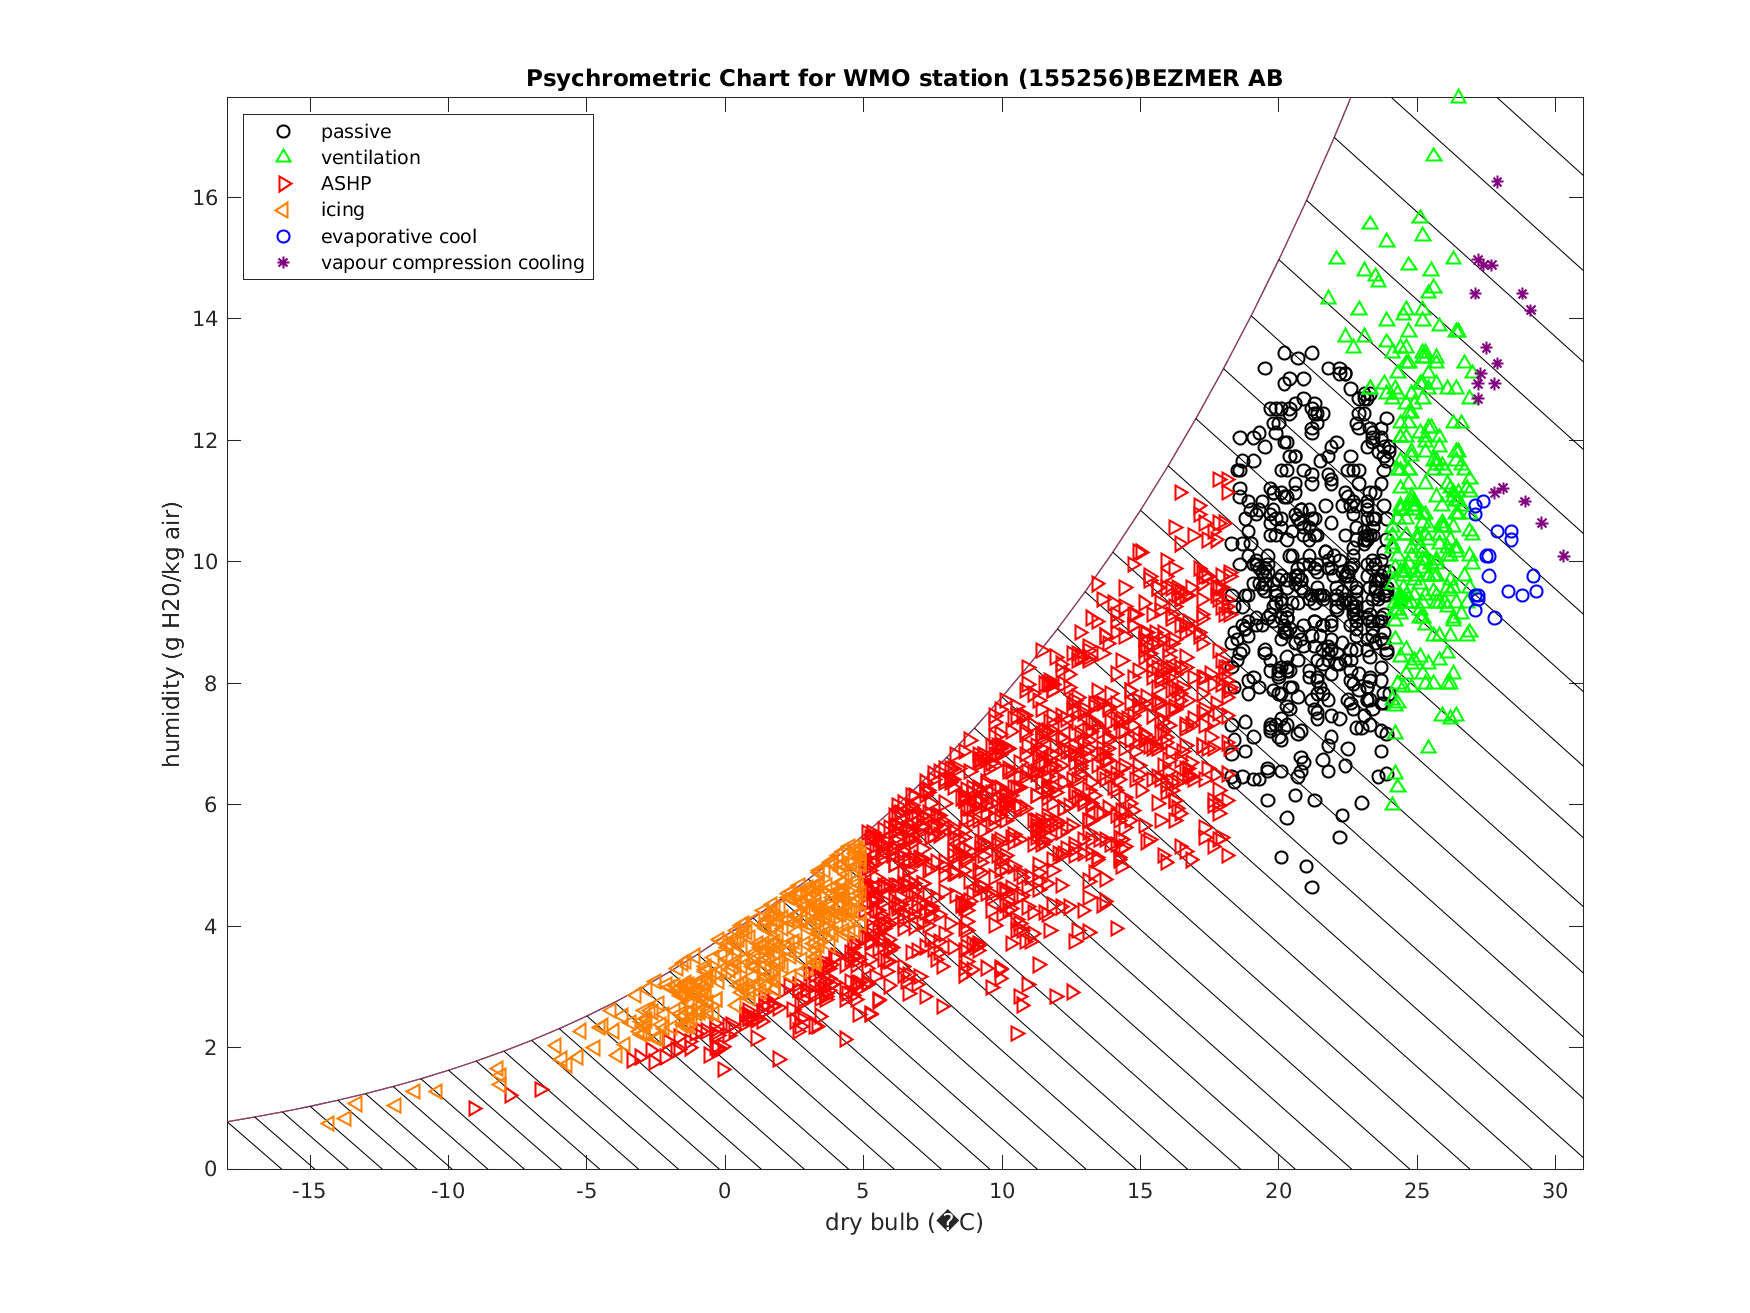 Psychrometric Chart for WMO station (155256)BEZMER AB
passive
ventilation
ASHP
icing
evaporative cool
vapour compression cooling
16
14
12
10
8
6
4
2
0
humidity (g H20/kg air)
-15 -10 -5 0 5 10 15 20 25 30
dry bulb (�C)